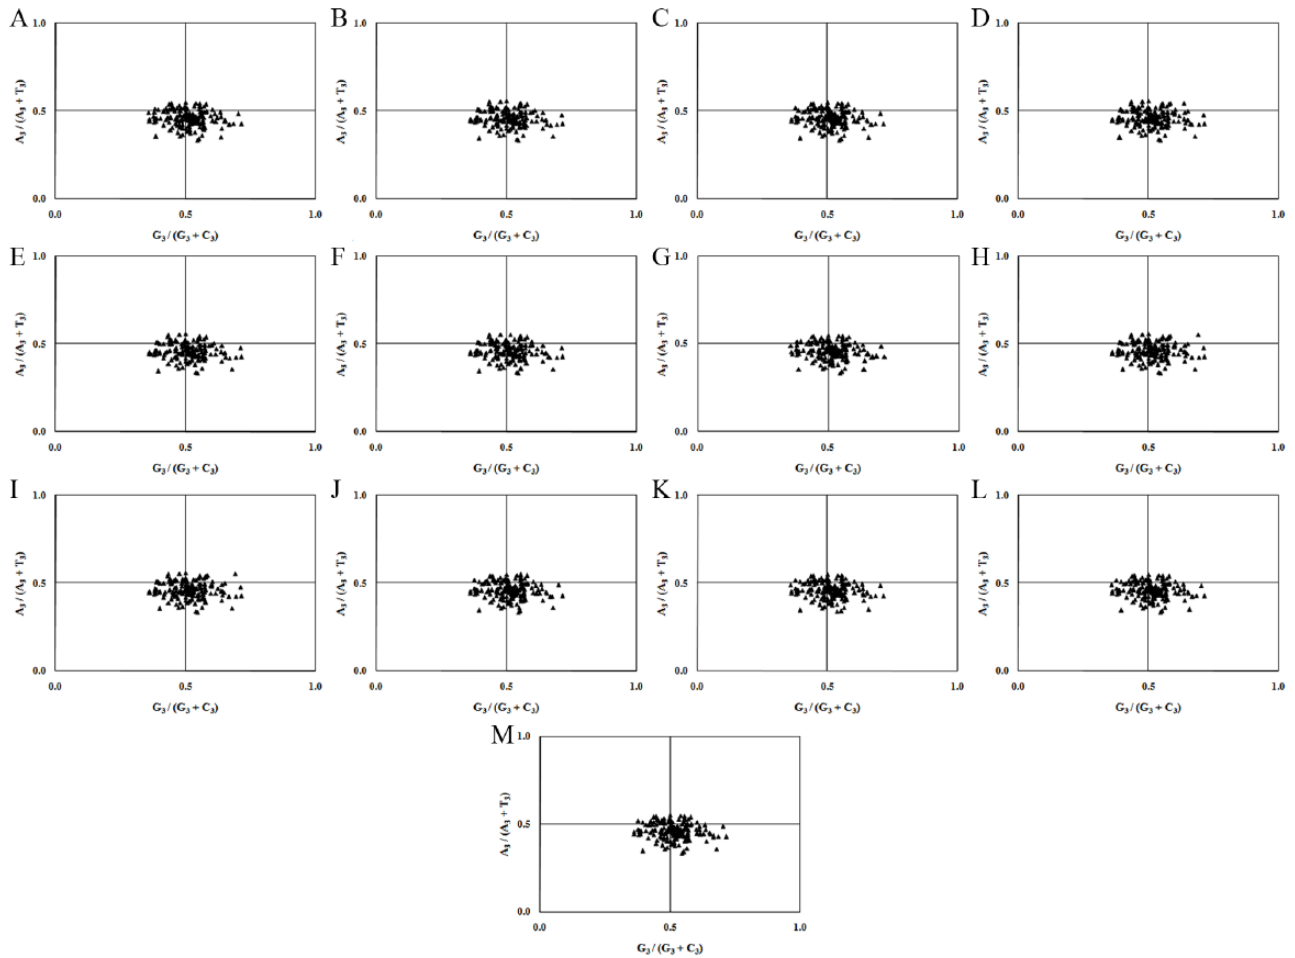 A B C D
1.0 1.0 1.0 1.0
A₃ / (A₃ + T₃) A₃ / (A₃ + T₃) A₃ / (A₃ + T₃) A₃ / (A₃ + T₃)
0.5 0.5 0.5 0.5
0.0 0.0 0.0 0.0
0.0 0.5 1.0 0.0 0.5 1.0 0.0 0.5 1.0 0.0 0.5 1.0
G₃ / (G₃ + C₃) G₃ / (G₃ + C₃) G₃ / (G₃ + C₃) G₃ / (G₃ + C₃)
E F G H
1.0 1.0 1.0 1.0
A₃ / (A₃ + T₃) A₃ / (A₃ + T₃) A₃ / (A₃ + T₃) A₃ / (A₃ + T₃)
0.5 0.5 0.5 0.5
0.0 0.0 0.0 0.0
0.0 0.5 1.0 0.0 0.5 1.0 0.0 0.5 1.0 0.0 0.5 1.0
G₃ / (G₃ + C₃) G₃ / (G₃ + C₃) G₃ / (G₃ + C₃) G₃ / (G₃ + C₃)
I J K L
1.0 1.0 1.0 1.0
A₃ / (A₃ + T₃) A₃ / (A₃ + T₃) A₃ / (A₃ + T₃) A₃ / (A₃ + T₃)
0.5 0.5 0.5 0.5
0.0 0.0 0.0 0.0
0.0 0.5 1.0 0.0 0.5 1.0 0.0 0.5 1.0 0.0 0.5 1.0
G₃ / (G₃ + C₃) G₃ / (G₃ + C₃) G₃ / (G₃ + C₃) G₃ / (G₃ + C₃)
M
1.0
A₃ / (A₃ + T₃)
0.5
0.0
0.0 0.5 1.0
G₃ / (G₃ + C₃)